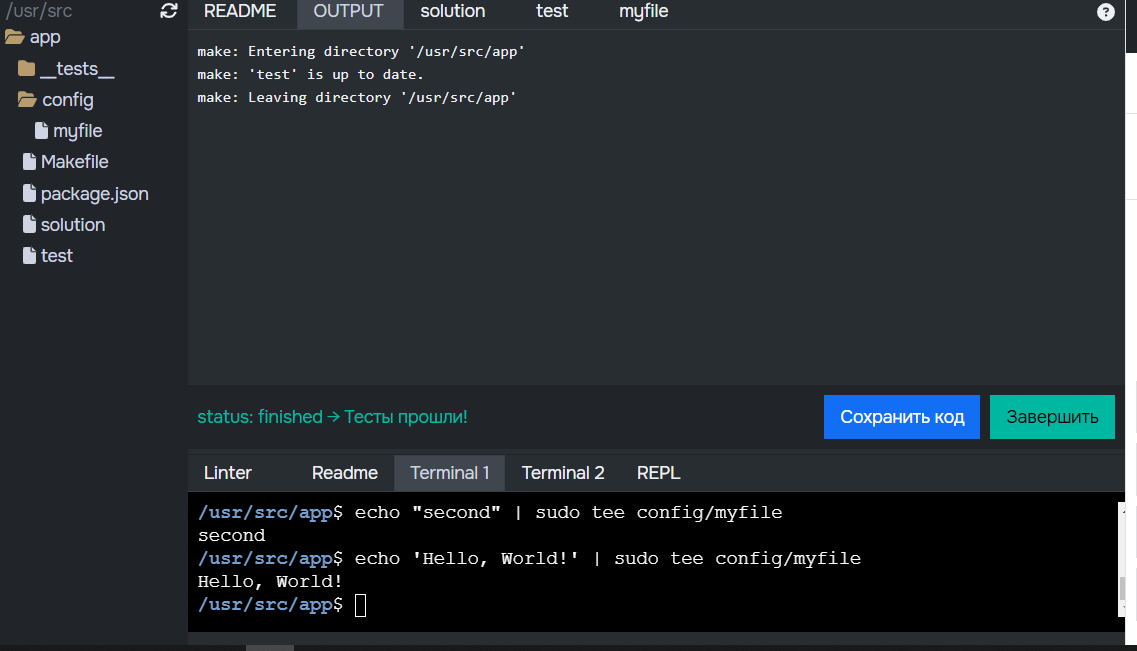 /usr/src
README OUTPUT solution test myfile ?
app
__tests__
config
myfile
Makefile
package.json
solution
test
make: Entering directory '/usr/src/app'
make: 'test' is up to date.
make: Leaving directory '/usr/src/app'
status: finished → Тесты прошли!
Сохранить код
Завершить
Linter Readme Terminal 1 Terminal 2 REPL
/usr/src/app$ echo "second" | sudo tee config/myfile
second
/usr/src/app$ echo 'Hello, World!' | sudo tee config/myfile
Hello, World!
/usr/src/app$